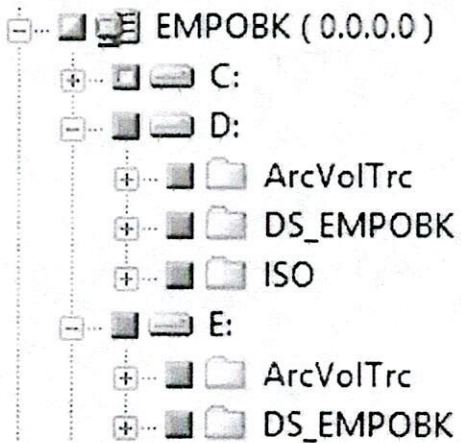 EMPOBK ( 0.0.0.0 )
C:
D:
ArcVolTrc
DS_EMPOBK
ISO
E:
ArcVolTrc
DS_EMPOBK